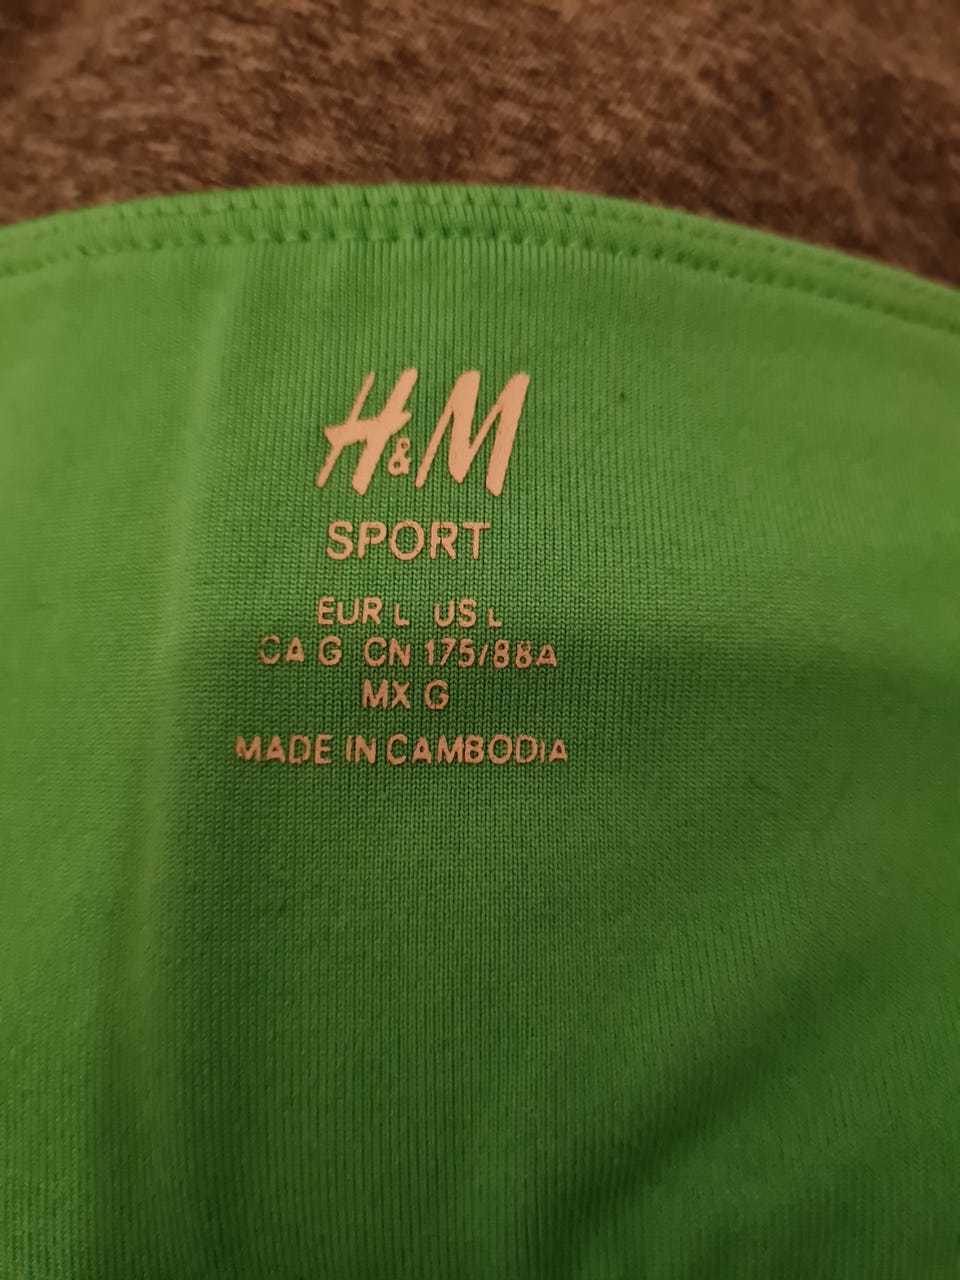 H&M
SPORT
EUR L US L
CA G CN 175/88A
MX G
MADE IN CAMBODIA